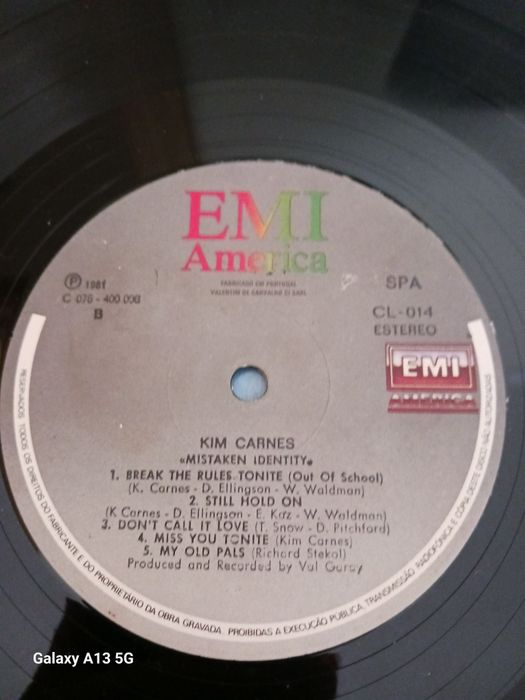 EMI
America
FABRICADO EM PORTUGAL
VALENTIM DE CARVALHO CI SARL
Ⓟ 1981
C 076 - 400 008
B
SPA
CL-014
ESTEREO
EMI
AMERICA
KIM CARNES
«MISTAKEN IDENTITY»
1. BREAK THE RULES TONITE (Out Of School)
(K. Carnes - D. Ellingson - W. Waldman)
2. STILL HOLD ON
(K Carnes - D. Ellingson - E. Kaz - W. Waldman)
3. DON'T CALL IT LOVE (T. Snow - D. Pitchford)
4. MISS YOU TONITE (Kim Carnes)
5. MY OLD PALS (Richard Stekol)
Produced and Recorded by Val Garay
RESERVADOS TODOS OS DIREITOS DO FABRICANTE E DO PROPRIETÁRIO DA OBRA GRAVADA. PROIBIDAS A EXECUÇÃO PÚBLICA, TRANSMISSÃO RADIOFÓNICA E CÓPIA DESTE DISCO NÃO AUTORIZADAS
Galaxy A13 5G